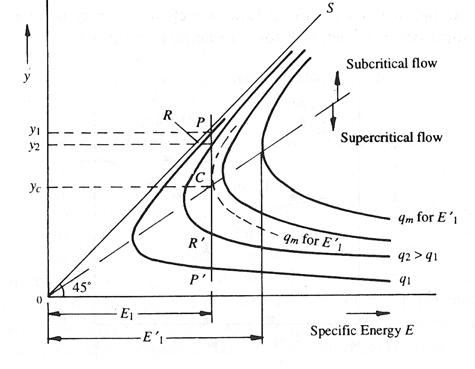 S
y
Subcritical flow
Supercritical flow
R
P
y1
y2
yc
C
qm for E'1
qm for E'1
R'
q2 > q1
P'
q1
45°
0
E1
E'1
Specific Energy E